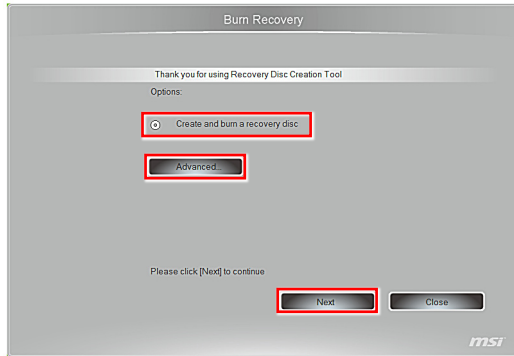 Burn Recovery
Thank you for using Recovery Disc Creation Tool
Options:
Create and burn a recovery disc
Advanced...
Please click [Next] to continue
Next
Close
msi